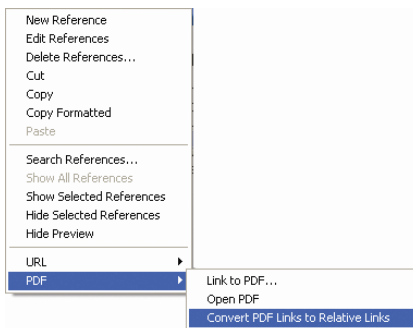 New Reference
Edit References
Delete References...
Cut
Copy
Copy Formatted
Paste
Search References...
Show All References
Show Selected References
Hide Selected References
Hide Preview
URL
PDF
Link to PDF...
Open PDF
Convert PDF Links to Relative Links